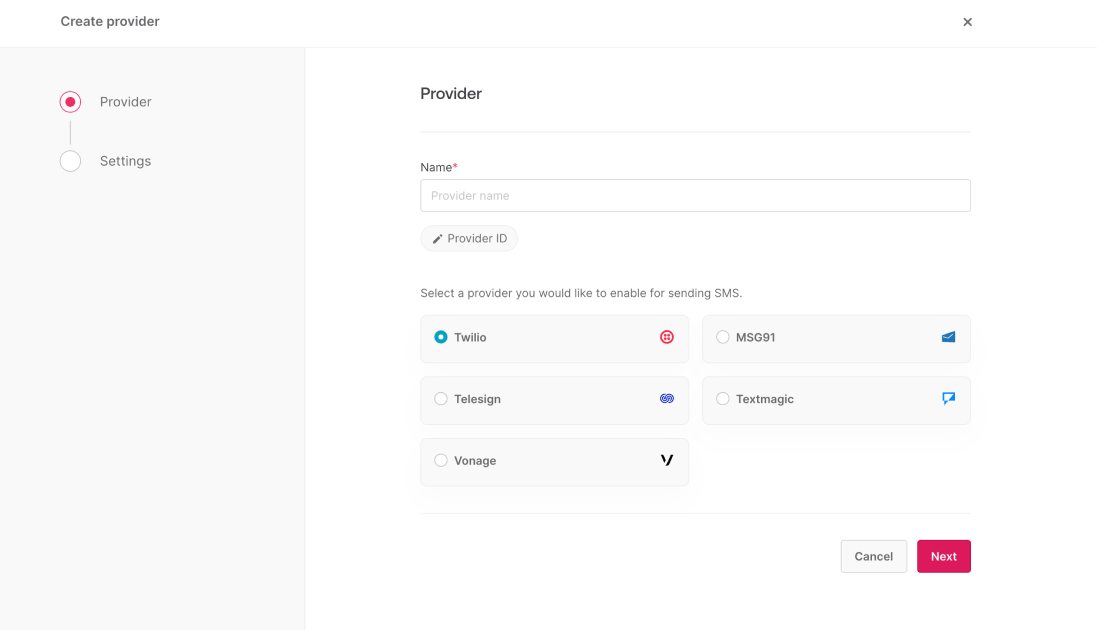 Create provider
Provider
Settings
Provider
Name*
Provider name
Provider ID
Select a provider you would like to enable for sending SMS.
Twilio
MSG91
Telesign
Textmagic
Vonage
Cancel
Next